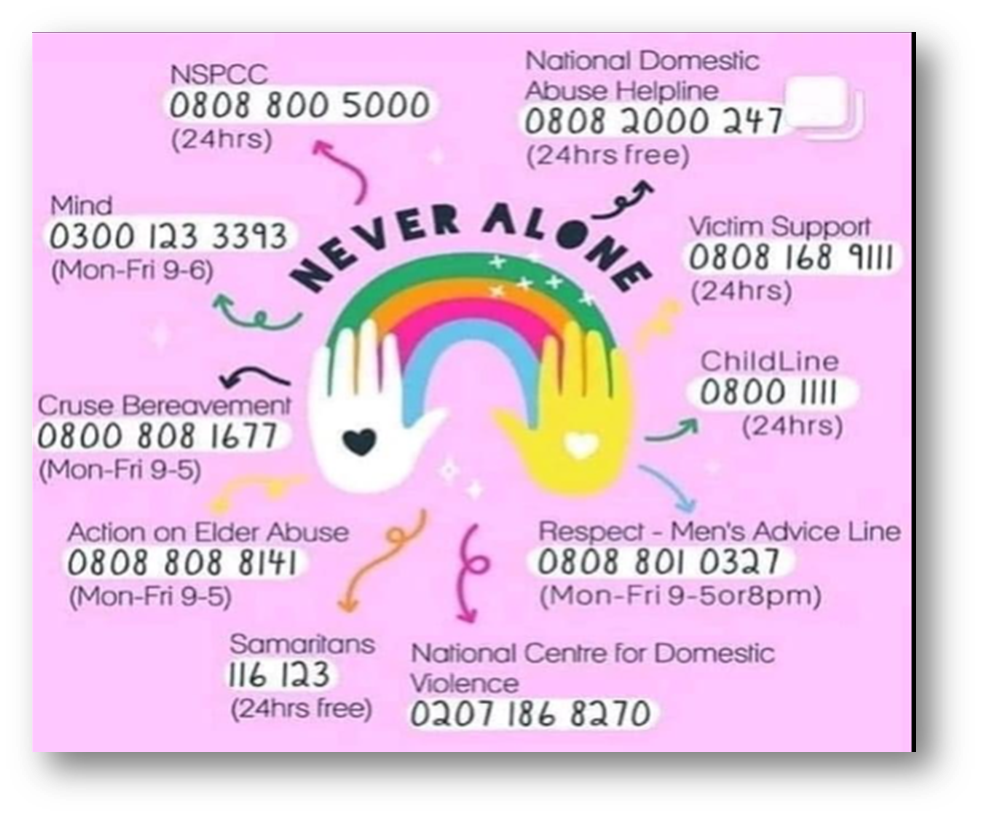 NSPCC
0808 800 5000
(24hrs)
National Domestic
Abuse Helpline
0808 2000 247
(24hrs free)
Mind
0300 123 3393
(Mon-Fri 9-6)
NEVER ALONE
Victim Support
0808 168 9111
(24hrs)
ChildLine
0800 1111
(24hrs)
Cruse Bereavement
0800 808 1677
(Mon-Fri 9-5)
Action on Elder Abuse
0808 808 8141
(Mon-Fri 9-5)
Respect - Men's Advice Line
0808 801 0327
(Mon-Fri 9-5or8pm)
Samaritans
116 123
(24hrs free)
National Centre for Domestic
Violence
0207 186 8270